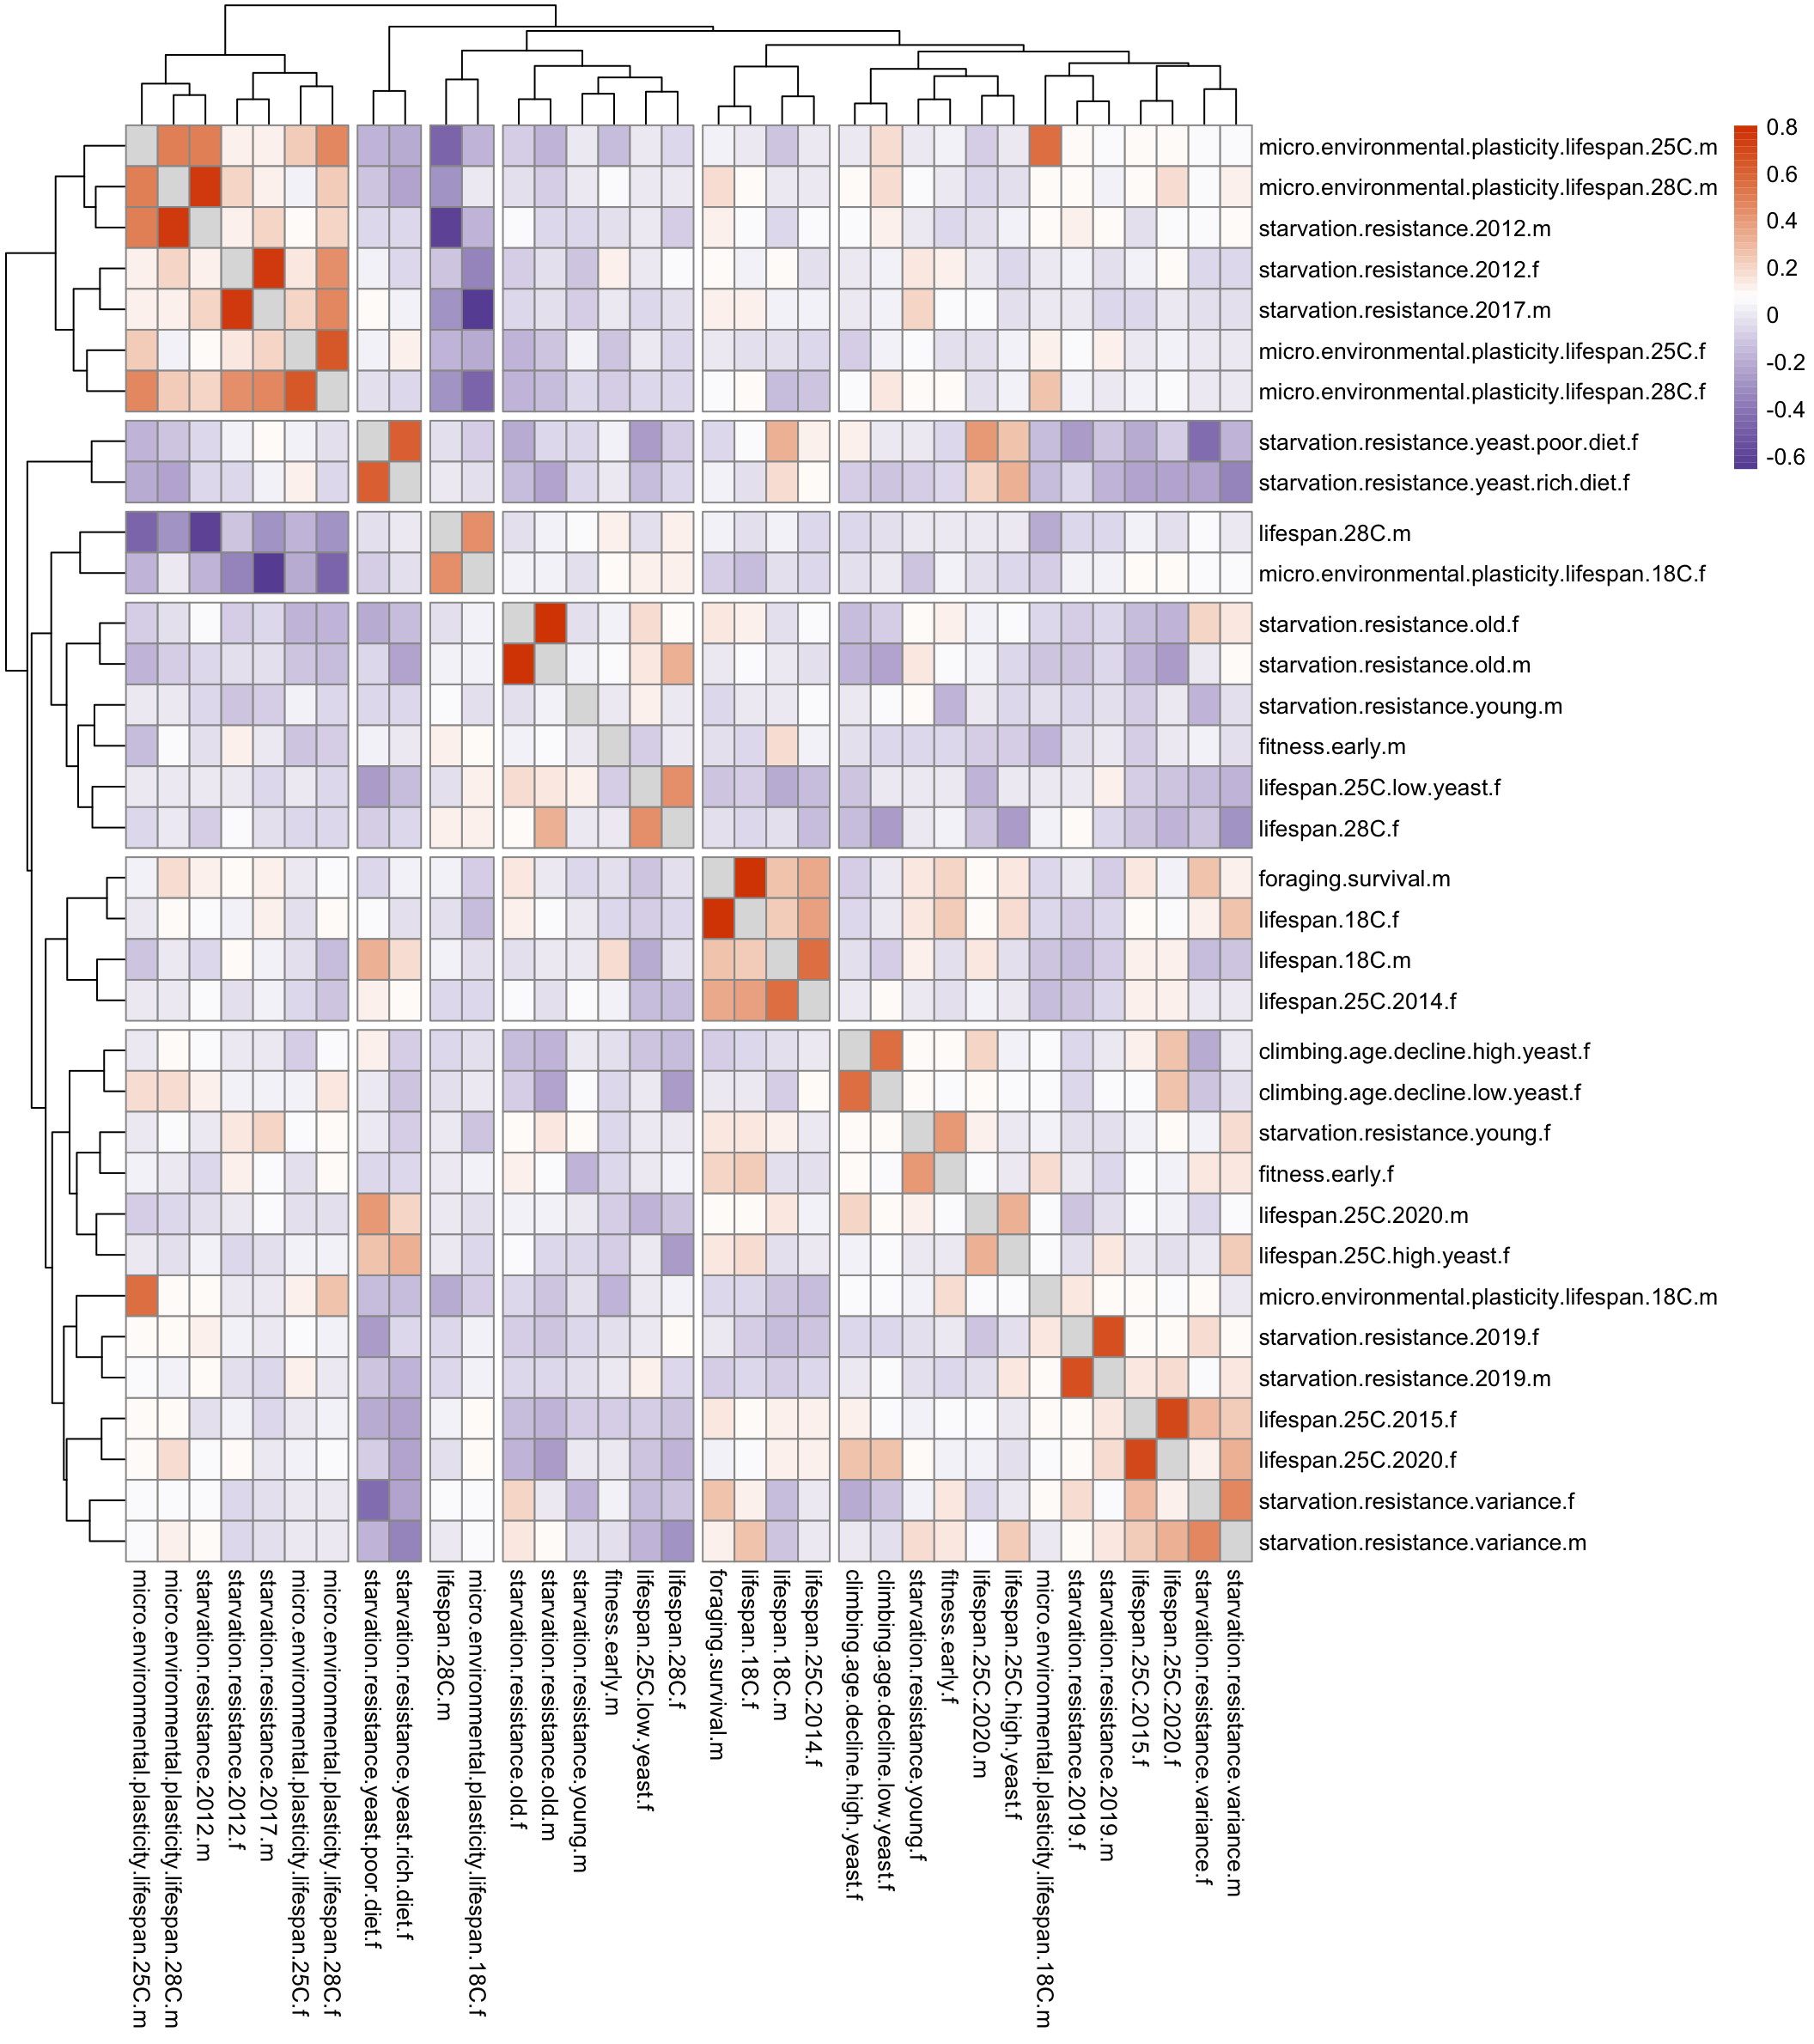 0.8
0.6
0.4
0.2
0
-0.2
-0.4
-0.6
micro.environmental.plasticity.lifespan.25C.m
micro.environmental.plasticity.lifespan.28C.m
starvation.resistance.2012.m
starvation.resistance.2012.f
starvation.resistance.2017.m
micro.environmental.plasticity.lifespan.25C.f
micro.environmental.plasticity.lifespan.28C.f
starvation.resistance.yeast.poor.diet.f
starvation.resistance.yeast.rich.diet.f
lifespan.28C.m
micro.environmental.plasticity.lifespan.18C.f
starvation.resistance.old.f
starvation.resistance.old.m
starvation.resistance.young.m
fitness.early.m
lifespan.25C.low.yeast.f
lifespan.28C.f
foraging.survival.m
lifespan.18C.f
lifespan.18C.m
lifespan.25C.2014.f
climbing.age.decline.high.yeast.f
climbing.age.decline.low.yeast.f
starvation.resistance.young.f
fitness.early.f
lifespan.25C.2020.m
lifespan.25C.high.yeast.f
micro.environmental.plasticity.lifespan.18C.m
starvation.resistance.2019.f
starvation.resistance.2019.m
lifespan.25C.2015.f
lifespan.25C.2020.f
starvation.resistance.variance.f
starvation.resistance.variance.m
micro.environmental.plasticity.lifespan.25C.m
micro.environmental.plasticity.lifespan.28C.m
starvation.resistance.2012.m
starvation.resistance.2012.f
starvation.resistance.2017.m
micro.environmental.plasticity.lifespan.25C.f
micro.environmental.plasticity.lifespan.28C.f
starvation.resistance.yeast.poor.diet.f
starvation.resistance.yeast.rich.diet.f
lifespan.28C.m
micro.environmental.plasticity.lifespan.18C.f
starvation.resistance.old.f
starvation.resistance.old.m
starvation.resistance.young.m
fitness.early.m
lifespan.25C.low.yeast.f
lifespan.28C.f
foraging.survival.m
lifespan.18C.f
lifespan.18C.m
lifespan.25C.2014.f
climbing.age.decline.high.yeast.f
climbing.age.decline.low.yeast.f
starvation.resistance.young.f
fitness.early.f
lifespan.25C.2020.m
lifespan.25C.high.yeast.f
micro.environmental.plasticity.lifespan.18C.m
starvation.resistance.2019.f
starvation.resistance.2019.m
lifespan.25C.2015.f
lifespan.25C.2020.f
starvation.resistance.variance.f
starvation.resistance.variance.m